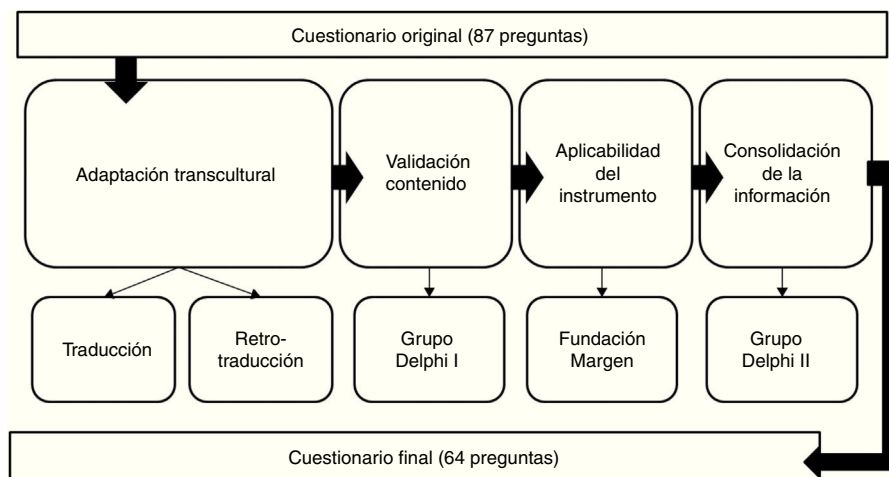 Cuestionario original (87 preguntas)
Adaptación transcultural
Validación
contenido
Aplicabilidad
del
instrumento
Consolidación
de la
información
Traducción
Retro-
traducción
Grupo
Delphi I
Fundación
Margen
Grupo
Delphi II
Cuestionario final (64 preguntas)